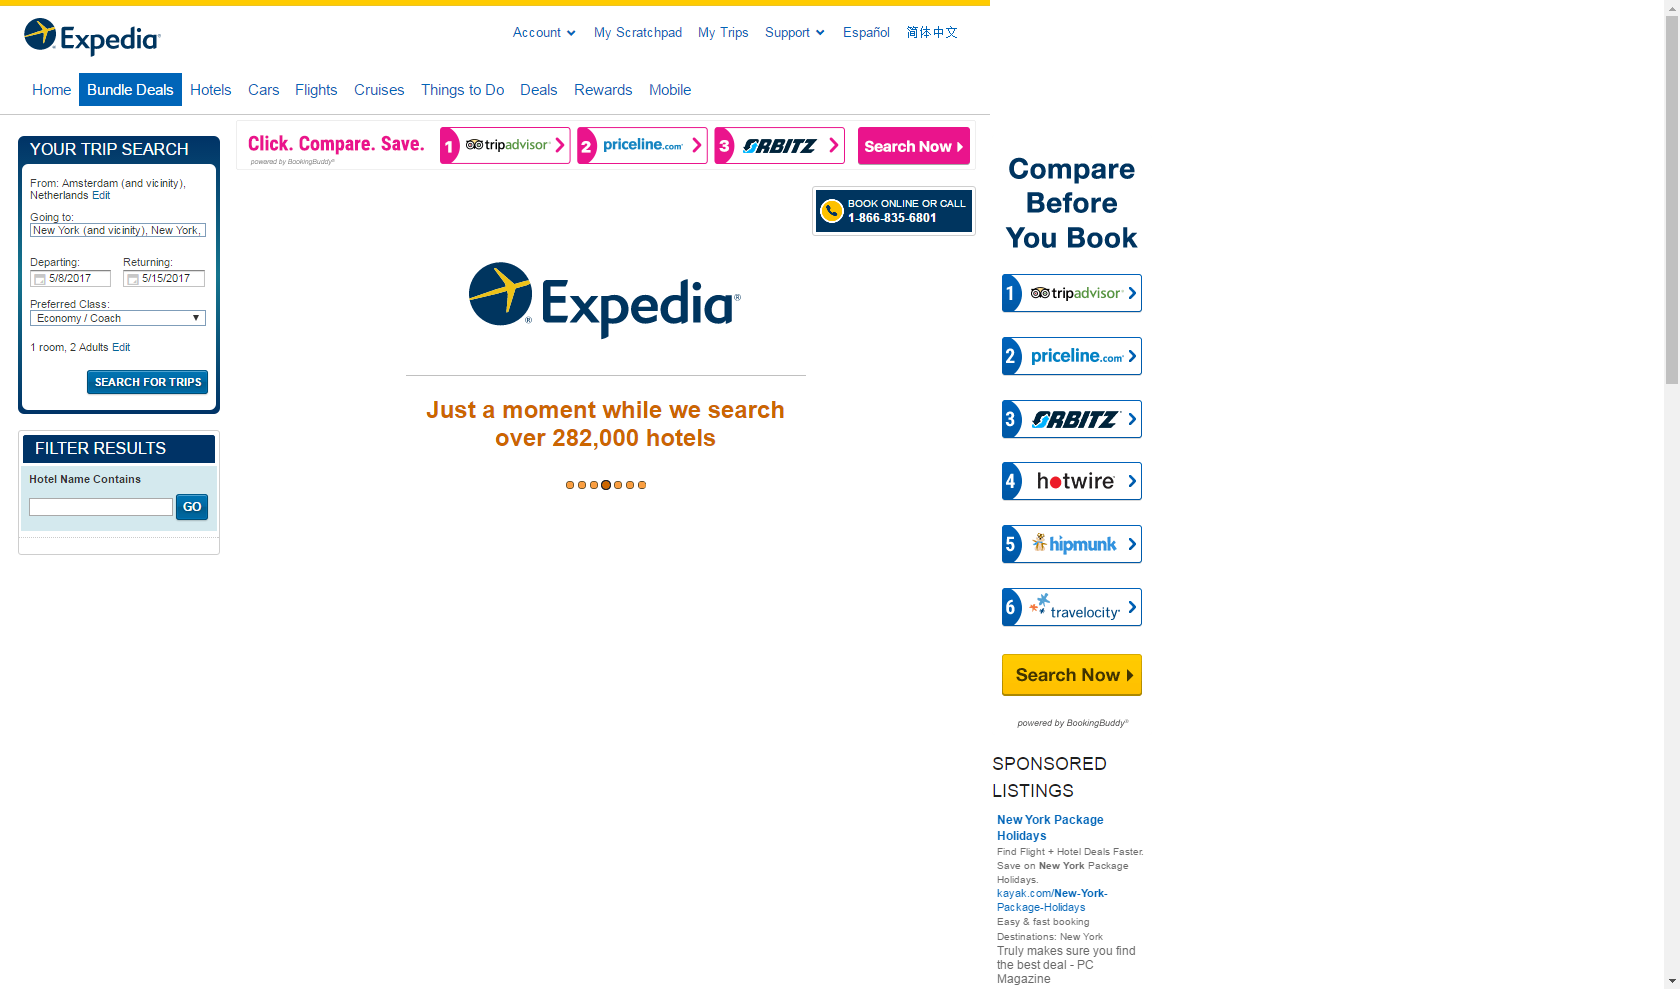 Expedia
Account
My Scratchpad
My Trips
Support
Español
简体中文
Home
Bundle Deals
Hotels
Cars
Flights
Cruises
Things to Do
Deals
Rewards
Mobile
YOUR TRIP SEARCH
From: Amsterdam (and vicinity),
Netherlands Edit
Going to:
New York (and vicinity), New York,
Departing:
Returning:
5/8/2017
5/15/2017
Preferred Class:
Economy / Coach
1 room, 2 Adults Edit
SEARCH FOR TRIPS
FILTER RESULTS
Hotel Name Contains
GO
Click. Compare. Save.
powered by BookingBuddy®
1 tripadvisor®
2 priceline.com®
3 ORBITZ
Search Now
BOOK ONLINE OR CALL
1-866-835-6801
Expedia®
Just a moment while we search
over 282,000 hotels
Compare
Before
You Book
1 tripadvisor®
2 priceline.com®
3 ORBITZ
4 hotwire
5 hipmunk
6 travelocity
Search Now
powered by BookingBuddy®
SPONSORED
LISTINGS
New York Package
Holidays
Find Flight + Hotel Deals Faster.
Save on New York Package
Holidays.
kayak.com/New-York-
Package-Holidays
Easy & fast booking
Destinations: New York
Truly makes sure you find
the best deal - PC
Magazine